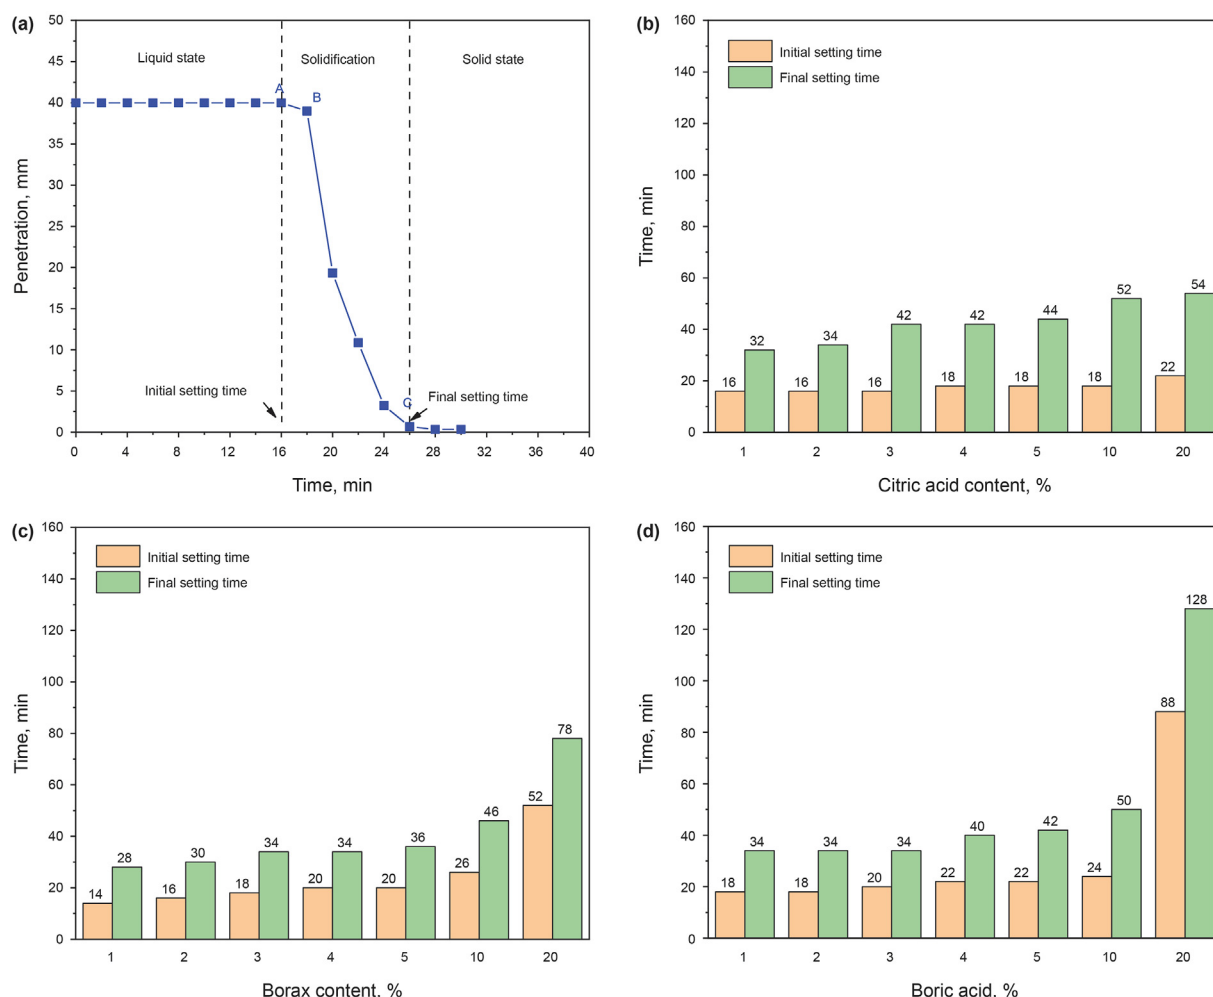 (a)
50
45
40
35
30
25
20
15
10
5
0
Penetration, mm
Liquid state
Solidification
Solid state
A
B
C
Initial setting time
Final setting time
0 4 8 12 16 20 24 28 32 36 40
Time, min
(b)
160
140
120
100
80
60
40
20
0
Time, min
Initial setting time
Final setting time
16 32 16 34 16 42 18 42 18 44 18 52 22 54
1 2 3 4 5 10 20
Citric acid content, %
(c)
160
140
120
100
80
60
40
20
0
Time, min
Initial setting time
Final setting time
14 28 16 30 18 34 20 34 20 36 26 46 52 78
1 2 3 4 5 10 20
Borax content, %
(d)
160
140
120
100
80
60
40
20
0
Time, min
Initial setting time
Final setting time
18 34 18 34 20 34 22 40 22 42 24 50 88 128
1 2 3 4 5 10 20
Boric acid, %